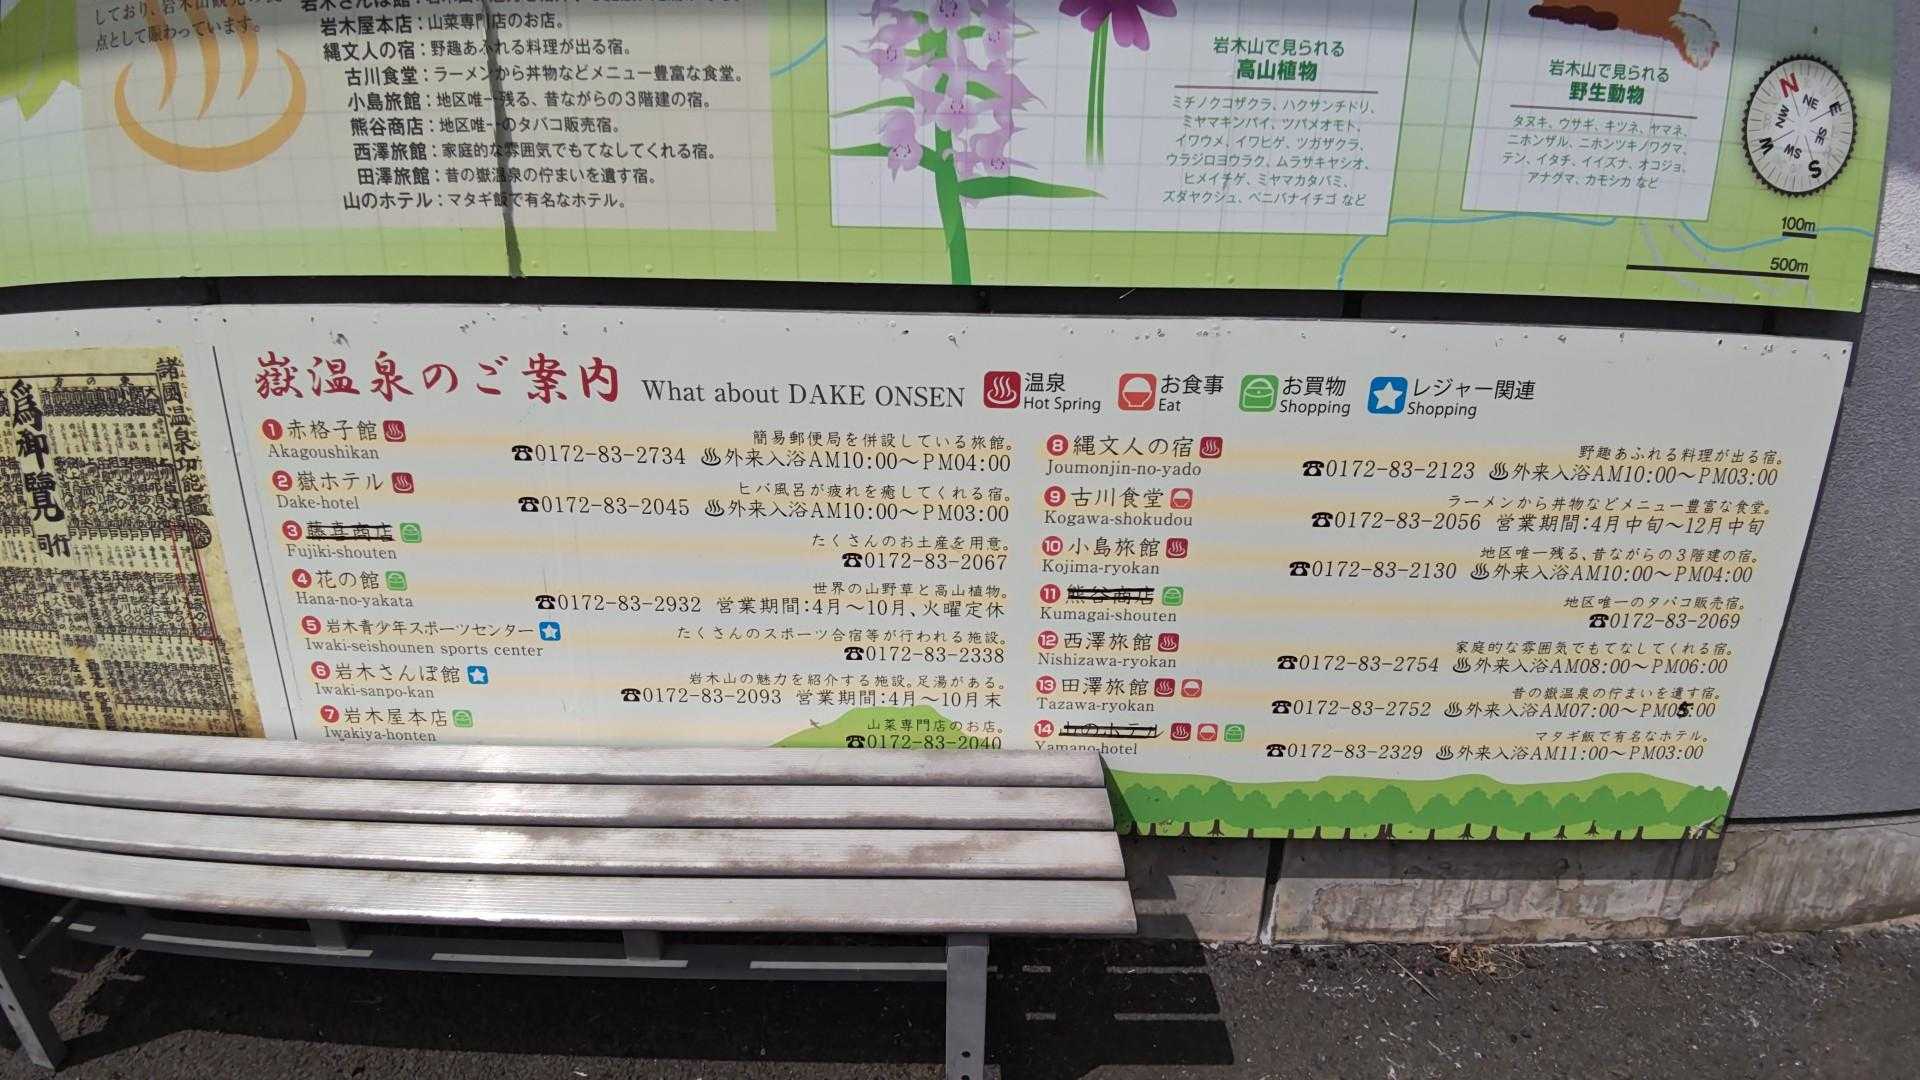 点として賑わっています。
岩木屋本店：山菜専門店のお店。
縄文人の宿：野趣あふれる料理が出る宿。
古川食堂：ラーメンから丼物などメニュー豊富な食堂。
小島旅館：地区唯一残る、昔ながらの3階建の宿。
熊谷商店：地区唯一のタバコ販売宿。
西澤旅館：家庭的な雰囲気でもてなしてくれる宿。
田澤旅館：昔の嶽温泉の佇まいを遺す宿。
山のホテル：マタギ飯で有名なホテル。
岩木山で見られる
高山植物
ミチノクコザクラ、ハクサンチドリ、
ミヤマキンバイ、ツバメオモト、
イワウメ、イワヒゲ、ツガザクラ、
ウラジロヨウラク、ムラサキヤシオ、
ヒメイチゲ、ミヤマカタバミ、
ズダヤクシュ、ベニバナイチゴ など
岩木山で見られる
野生動物
タヌキ、ウサギ、キツネ、ヤマネ、
ニホンザル、ニホンツキノワグマ、
テン、イタチ、イイズナ、オコジョ、
アナグマ、カモシカ など
N NE E SE S SW W NW
100m
500m
諸國温泉功能鑑
爲御覧
嶽温泉のご案内 What about DAKE ONSEN
温泉 Hot Spring
お食事 Eat
お買物 Shopping
レジャー関連 Shopping
1 赤格子館
Akagoushikan
簡易郵便局を併設している旅館。
☎0172-83-2734 ♨外来入浴AM10:00～PM04:00
2 嶽ホテル
Dake-hotel
ヒバ風呂が疲れを癒してくれる宿。
☎0172-83-2045 ♨外来入浴AM10:00～PM03:00
3 藤喜商店
Fujiki-shouten
たくさんのお土産を用意。
☎0172-83-2067
4 花の館
Hana-no-yakata
世界の山野草と高山植物。
☎0172-83-2932 営業期間：4月～10月、火曜定休
5 岩木青少年スポーツセンター
Iwaki-seishounen sports center
たくさんのスポーツ合宿等が行われる施設。
☎0172-83-2338
6 岩木さんぽ館
Iwaki-sanpo-kan
岩木山の魅力を紹介する施設。足湯がある。
☎0172-83-2093 営業期間：4月～10月末
7 岩木屋本店
Iwakiya-honten
山菜専門店のお店。
☎0172-83-2040
8 縄文人の宿
Joumonjin-no-yado
野趣あふれる料理が出る宿。
☎0172-83-2123 ♨外来入浴AM10:00～PM03:00
9 古川食堂
Kogawa-shokudou
ラーメンから丼物などメニュー豊富な食堂。
☎0172-83-2056 営業期間：4月中旬～12月中旬
10 小島旅館
Kojima-ryokan
地区唯一残る、昔ながらの3階建の宿。
☎0172-83-2130 ♨外来入浴AM10:00～PM04:00
11 熊谷商店
Kumagai-shouten
地区唯一のタバコ販売宿。
☎0172-83-2069
12 西澤旅館
Nishizawa-ryokan
家庭的な雰囲気でもてなしてくれる宿。
☎0172-83-2754 ♨外来入浴AM08:00～PM06:00
13 田澤旅館
Tazawa-ryokan
昔の嶽温泉の佇まいを遺す宿。
☎0172-83-2752 ♨外来入浴AM07:00～PM05:00
14 山のホテル
Yamano-hotel
マタギ飯で有名なホテル。
☎0172-83-2329 ♨外来入浴AM11:00～PM03:00